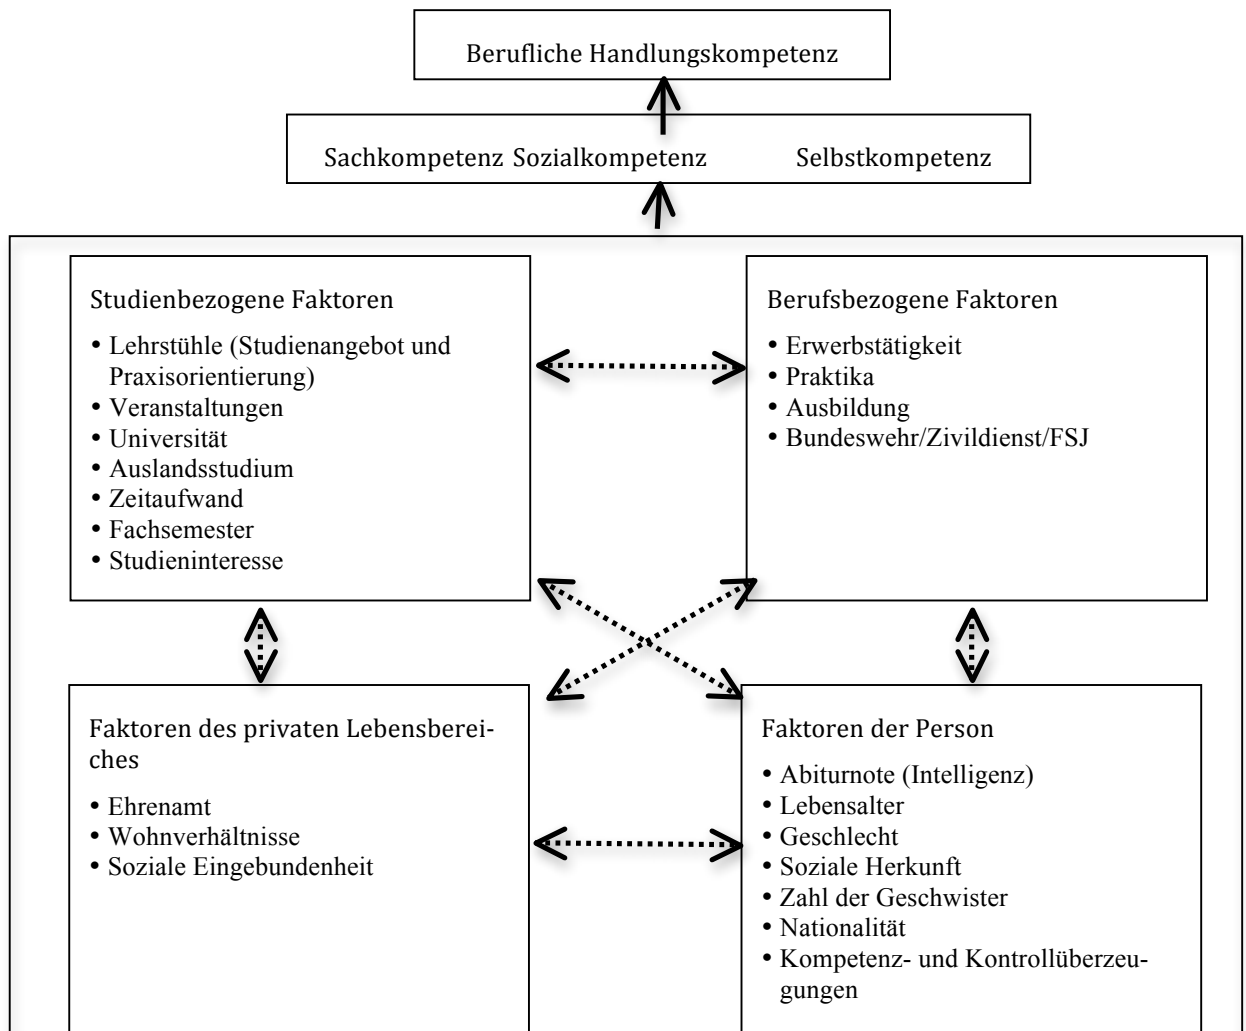 Berufliche Handlungskompetenz
Sachkompetenz Sozialkompetenz Selbstkompetenz
Studienbezogene Faktoren
• Lehrstühle (Studienangebot und
Praxisorientierung)
• Veranstaltungen
• Universität
• Auslandsstudium
• Zeitaufwand
• Fachsemester
• Studieninteresse
Berufsbezogene Faktoren
• Erwerbstätigkeit
• Praktika
• Ausbildung
• Bundeswehr/Zivildienst/FSJ
Faktoren des privaten Lebensberei-
ches
• Ehrenamt
• Wohnverhältnisse
• Soziale Eingebundenheit
Faktoren der Person
• Abiturnote (Intelligenz)
• Lebensalter
• Geschlecht
• Soziale Herkunft
• Zahl der Geschwister
• Nationalität
• Kompetenz- und Kontrollüberzeu-
gungen